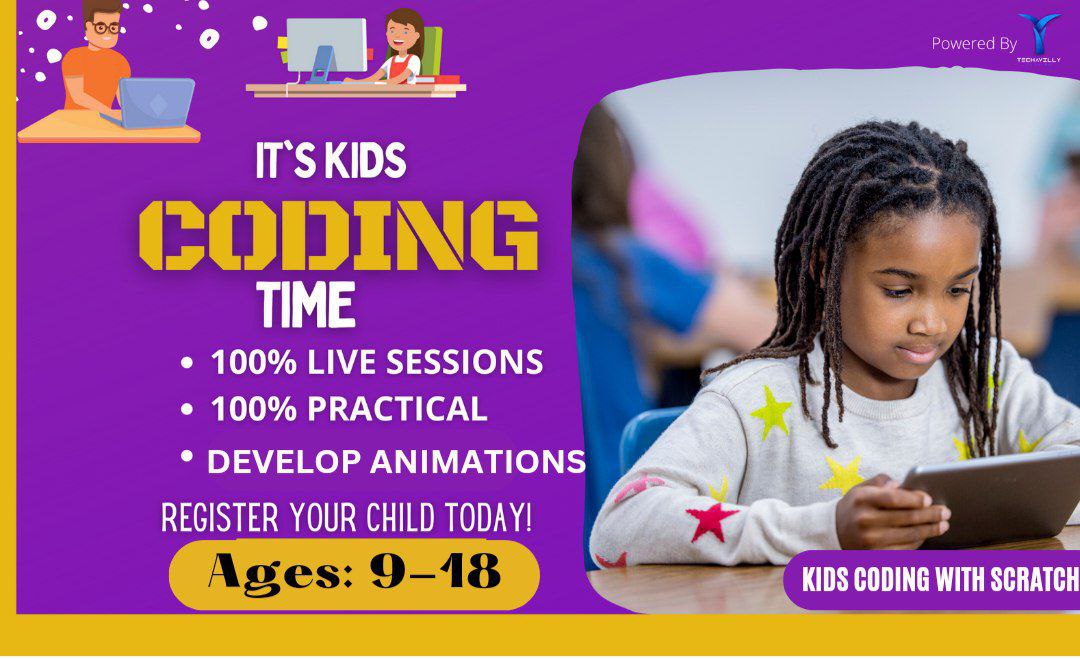 Powered By
TECHAVILLY
IT`S KIDS
CODING
TIME
• 100% LIVE SESSIONS
• 100% PRACTICAL
• DEVELOP ANIMATIONS
REGISTER YOUR CHILD TODAY!
Ages: 9–18
KIDS CODING WITH SCRATCH